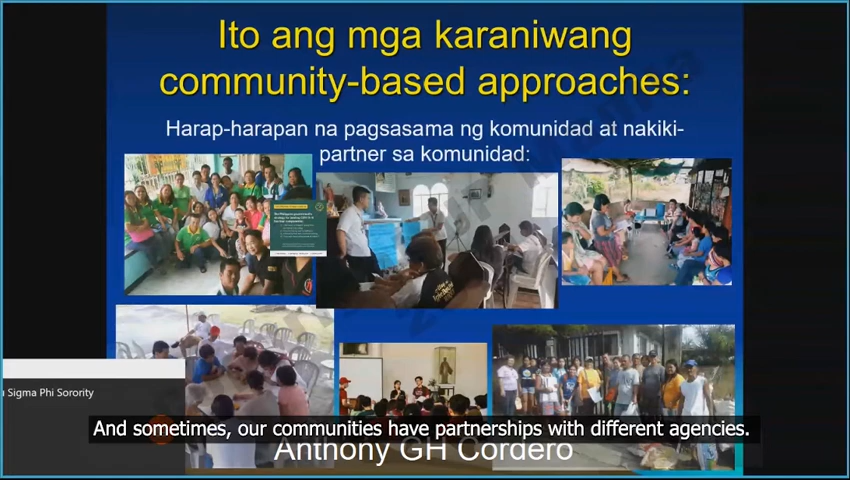 Ito ang mga karaniwang
community-based approaches:
Harap-harapan na pagsasama ng komunidad at nakiki-
partner sa komunidad:
Sigma Phi Sorority
And sometimes, our communities have partnerships with different agencies.
Anthony GH Cordero